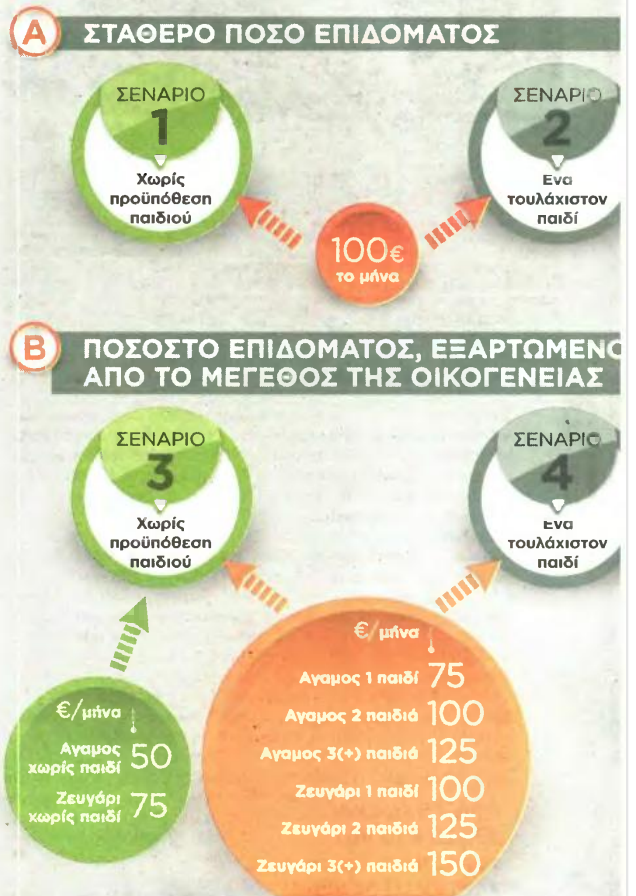 Α ΣΤΑΘΕΡΟ ΠΟΣΟ ΕΠΙΔΟΜΑΤΟΣ
ΣΕΝΑΡΙΟ
1
Χωρίς
προϋπόθεση
παιδιού
ΣΕΝΑΡΙΟ
2
Ενα
τουλάχιστον
παιδί
100€
το μήνα
Β ΠΟΣΟΣΤΟ ΕΠΙΔΟΜΑΤΟΣ, ΕΞΑΡΤΩΜΕΝΟ
ΑΠΟ ΤΟ ΜΕΓΕΘΟΣ ΤΗΣ ΟΙΚΟΓΕΝΕΙΑΣ
ΣΕΝΑΡΙΟ
3
Χωρίς
προϋπόθεση
παιδιού
ΣΕΝΑΡΙΟ
4
Ενα
τουλάχιστον
παιδί
€/μήνα
Αγαμος
χωρίς παιδί 50
Ζευγάρι
χωρίς παιδί 75
€/μήνα
Αγαμος 1 παιδί 75
Αγαμος 2 παιδιά 100
Αγαμος 3(+) παιδιά 125
Ζευγάρι 1 παιδί 100
Ζευγάρι 2 παιδιά 125
Ζευγάρι 3(+) παιδιά 150